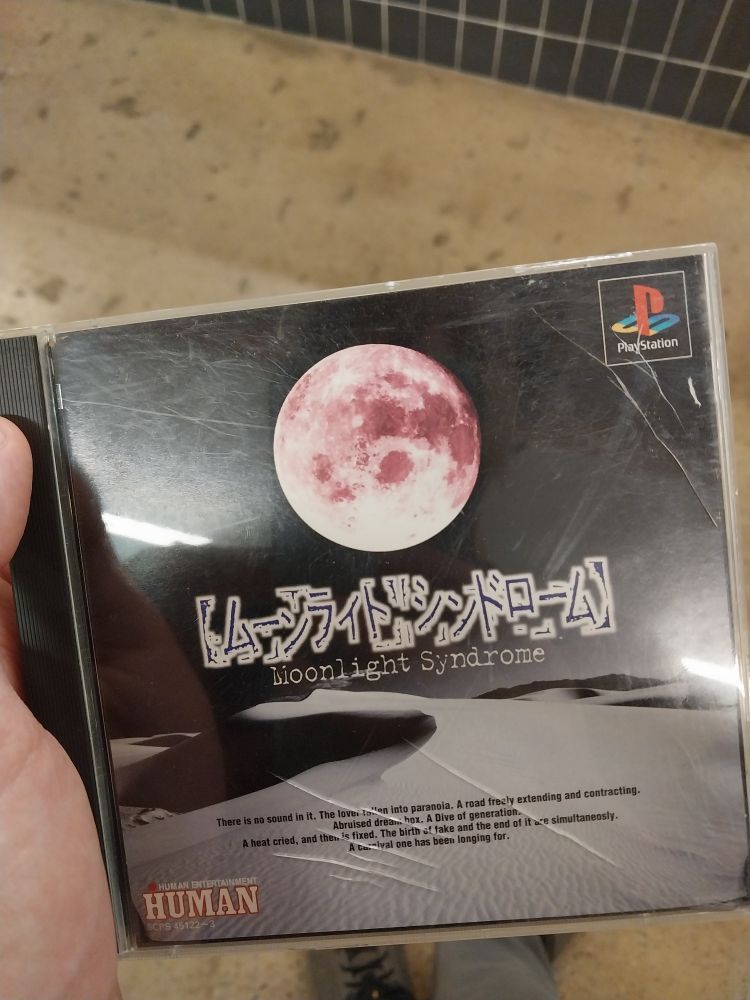 PlayStation
【ムーンライトシンドローム】
Moonlight Syndrome
There is no sound in it. The lover fallen into paranoia. A road freely extending and contracting.
Abruised dream box. A Dive of generation.
A heat cried, and then is fixed. The birth of fake and the end of it are simultaneously.
A carnival one has been longing for.
HUMAN ENTERTAINMENT
HUMAN
SCPS 45122~3